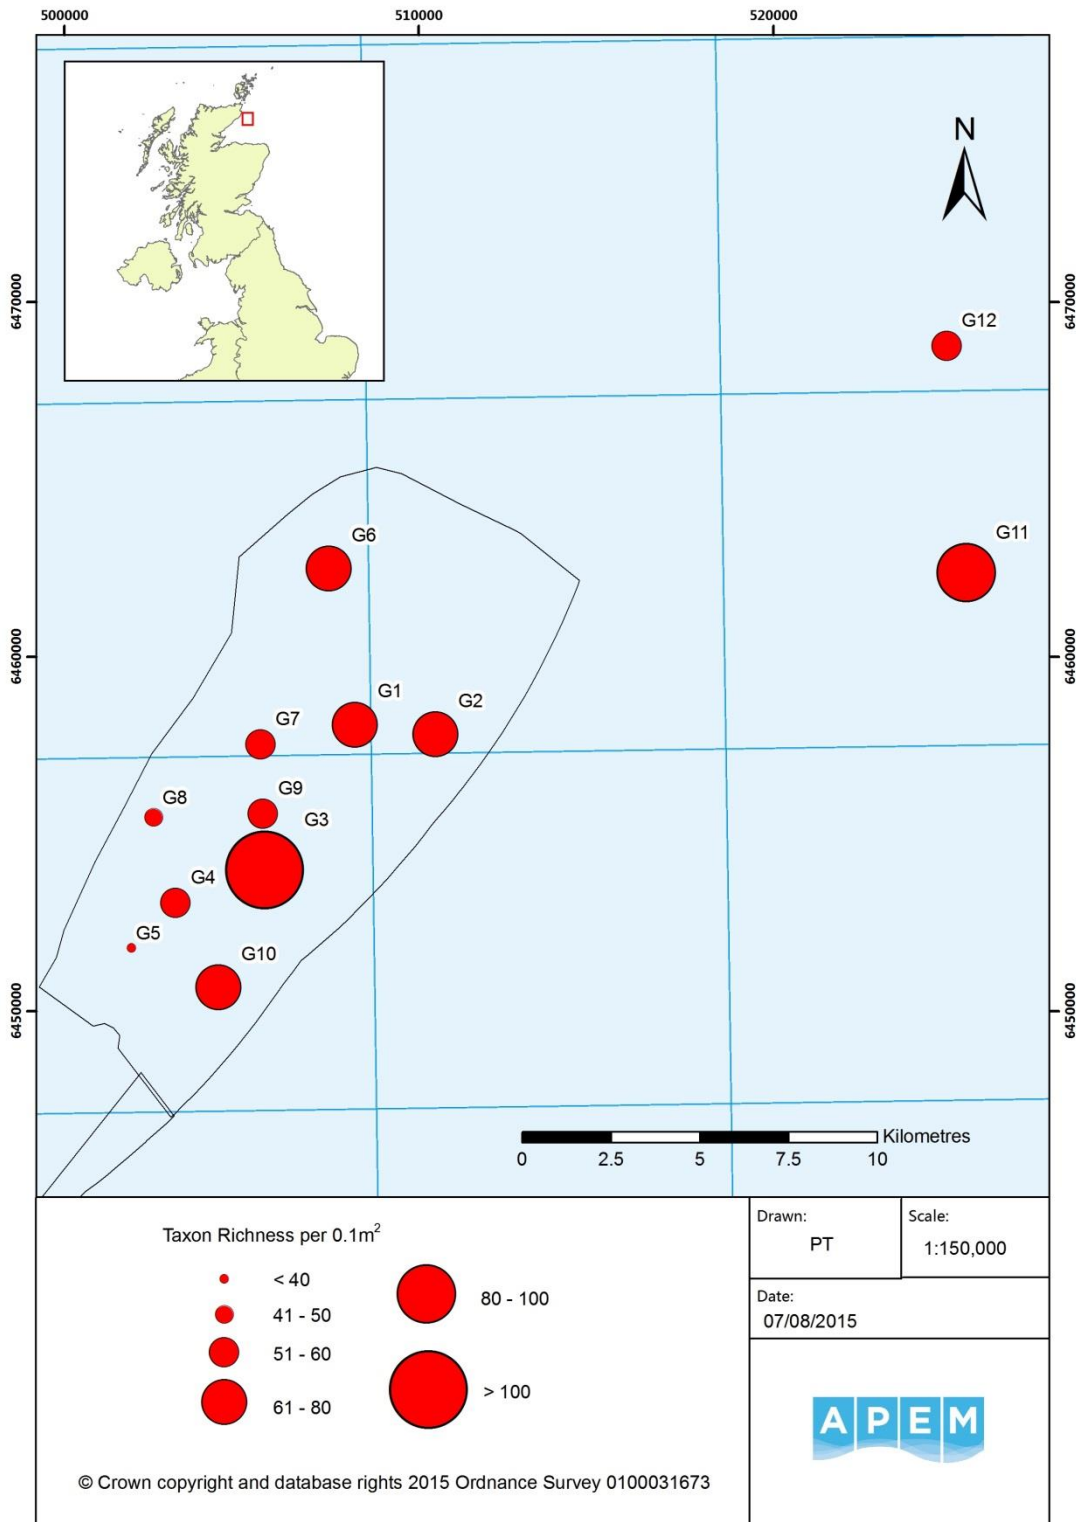 500000
510000
520000
N
6470000
6470000
G12
G6
G11
6460000
6460000
G1
G2
G7
G9
G8
G3
G4
G5
G10
6450000
6450000
Kilometres
0 2.5 5 7.5 10
Taxon Richness per 0.1m²
< 40
41 - 50
51 - 60
61 - 80
80 - 100
> 100
Drawn:
PT
Scale:
1:150,000
Date:
07/08/2015
APEM
© Crown copyright and database rights 2015 Ordnance Survey 0100031673